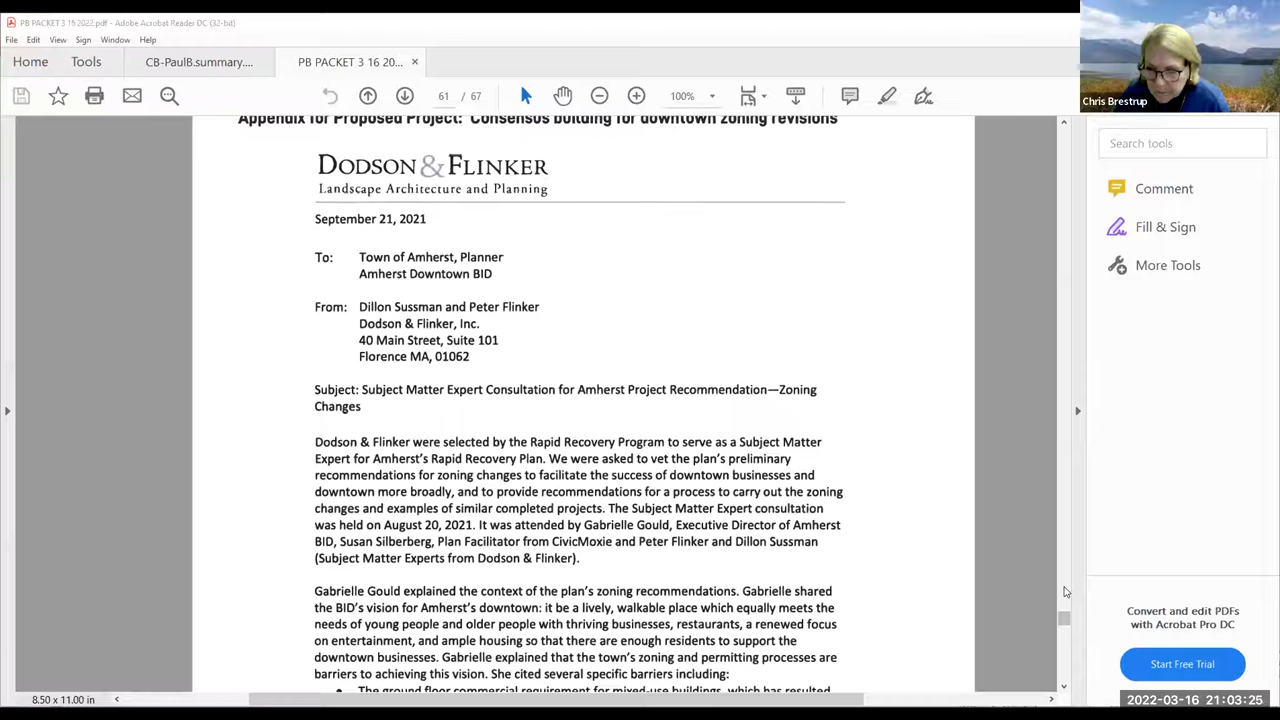 PB PACKET 3 16 2022.pdf - Adobe Acrobat Reader DC (32-bit)
File Edit View Sign Window Help
Home Tools CB-PaulB.summary.... PB PACKET 3 16 20... ×
61 / 67 100%
Chris Brestrup
Appendix for Proposed Project: Consensus building for downtown zoning revisions
DODSON & FLINKER
Landscape Architecture and Planning
September 21, 2021
To: Town of Amherst, Planner
Amherst Downtown BID
From: Dillon Sussman and Peter Flinker
Dodson & Flinker, Inc.
40 Main Street, Suite 101
Florence MA, 01062
Subject: Subject Matter Expert Consultation for Amherst Project Recommendation—Zoning
Changes
Dodson & Flinker were selected by the Rapid Recovery Program to serve as a Subject Matter
Expert for Amherst's Rapid Recovery Plan. We were asked to vet the plan's preliminary
recommendations for zoning changes to facilitate the success of downtown businesses and
downtown more broadly, and to provide recommendations for a process to carry out the zoning
changes and examples of similar completed projects. The Subject Matter Expert consultation
was held on August 20, 2021. It was attended by Gabrielle Gould, Executive Director of Amherst
BID, Susan Silberberg, Plan Facilitator from CivicMoxie and Peter Flinker and Dillon Sussman
(Subject Matter Experts from Dodson & Flinker).
Gabrielle Gould explained the context of the plan's zoning recommendations. Gabrielle shared
the BID's vision for Amherst's downtown: it be a lively, walkable place which equally meets the
needs of young people and older people with thriving businesses, restaurants, a renewed focus
on entertainment, and ample housing so that there are enough residents to support the
downtown businesses. Gabrielle explained that the town's zoning and permitting processes are
barriers to achieving this vision. She cited several specific barriers including:
• The ground floor commercial requirement for mixed-use buildings, which has resulted
8.50 x 11.00 in
Search tools
Comment
Fill & Sign
More Tools
Convert and edit PDFs
with Acrobat Pro DC
Start Free Trial
2022-03-16 21:03:25